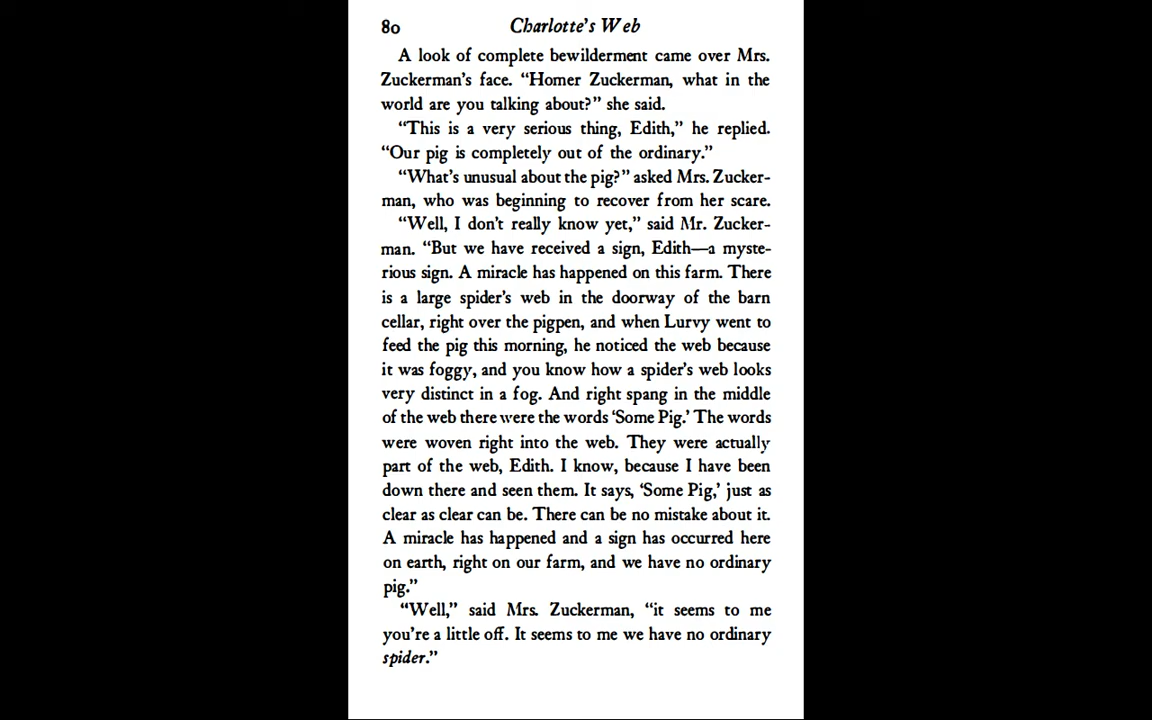 80 Charlotte's Web
A look of complete bewilderment came over Mrs.
Zuckerman's face. “Homer Zuckerman, what in the
world are you talking about?” she said.
“This is a very serious thing, Edith,” he replied.
“Our pig is completely out of the ordinary.”
“What's unusual about the pig?” asked Mrs. Zucker-
man, who was beginning to recover from her scare.
“Well, I don't really know yet,” said Mr. Zucker-
man. “But we have received a sign, Edith—a myste-
rious sign. A miracle has happened on this farm. There
is a large spider's web in the doorway of the barn
cellar, right over the pigpen, and when Lurvy went to
feed the pig this morning, he noticed the web because
it was foggy, and you know how a spider's web looks
very distinct in a fog. And right spang in the middle
of the web there were the words ‘Some Pig.’ The words
were woven right into the web. They were actually
part of the web, Edith. I know, because I have been
down there and seen them. It says, ‘Some Pig,’ just as
clear as clear can be. There can be no mistake about it.
A miracle has happened and a sign has occurred here
on earth, right on our farm, and we have no ordinary
pig.”
“Well,” said Mrs. Zuckerman, “it seems to me
you're a little off. It seems to me we have no ordinary
spider.”